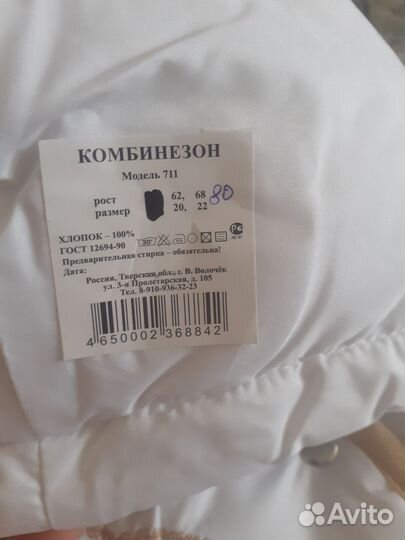 КОМБИНЕЗОН
Модель 711
рост 62, 68 80
размер 20, 22
ХЛОПОК – 100%
ГОСТ 12694-90
30°
Предварительная стирка – обязательна!
Дата:
Россия, Тверская обл., г. В. Волочёк
ул. 3-я Пролетарская, д. 105
Тел. 8-910-936-32-23
4 650002 368842
Avito